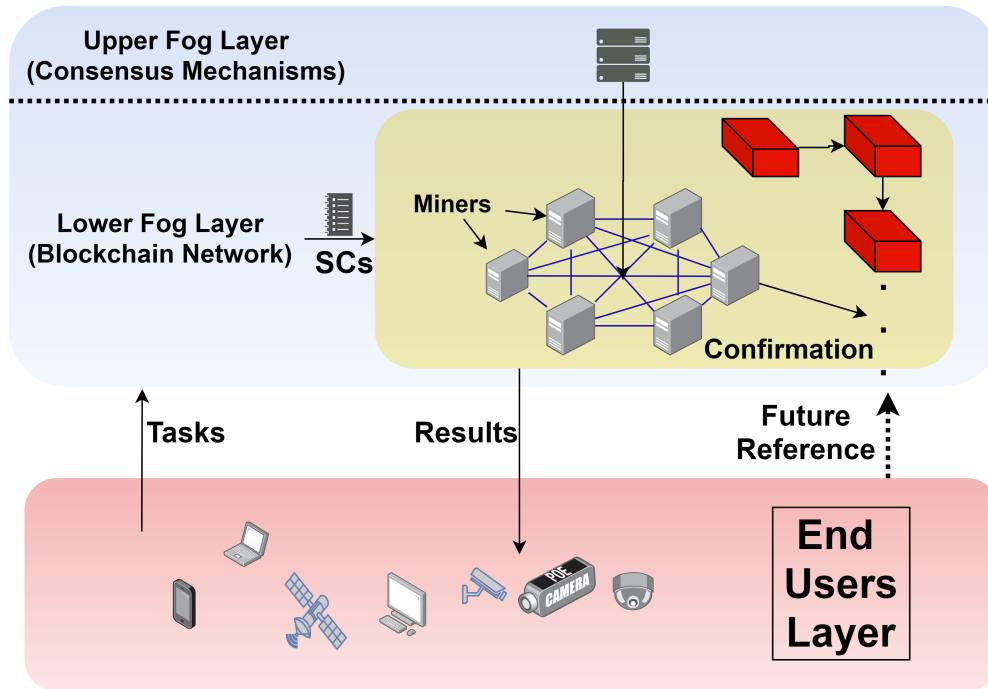 Upper Fog Layer
(Consensus Mechanisms)
Lower Fog Layer
(Blockchain Network)
SCs
Miners
Confirmation
Tasks
Results
Future
Reference
POE
CAMERA
End
Users
Layer